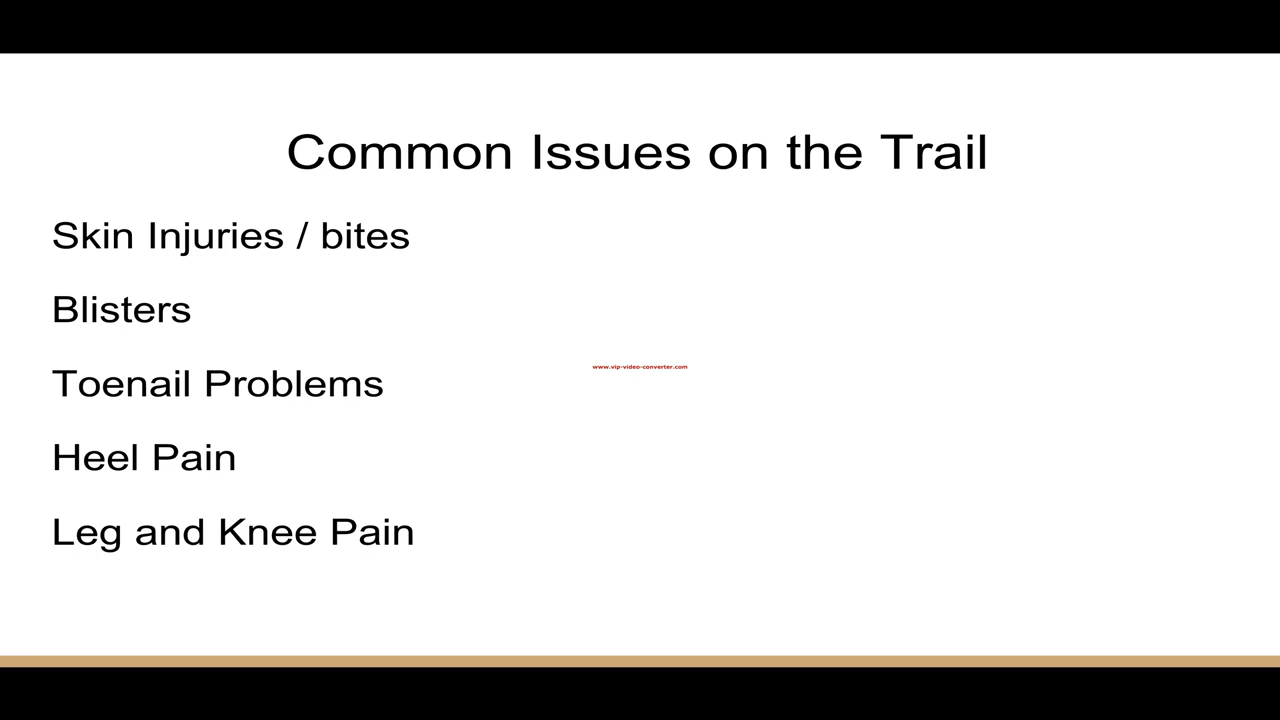 Common Issues on the Trail
Skin Injuries / bites
Blisters
www.vip-video-converter.com
Toenail Problems
Heel Pain
Leg and Knee Pain